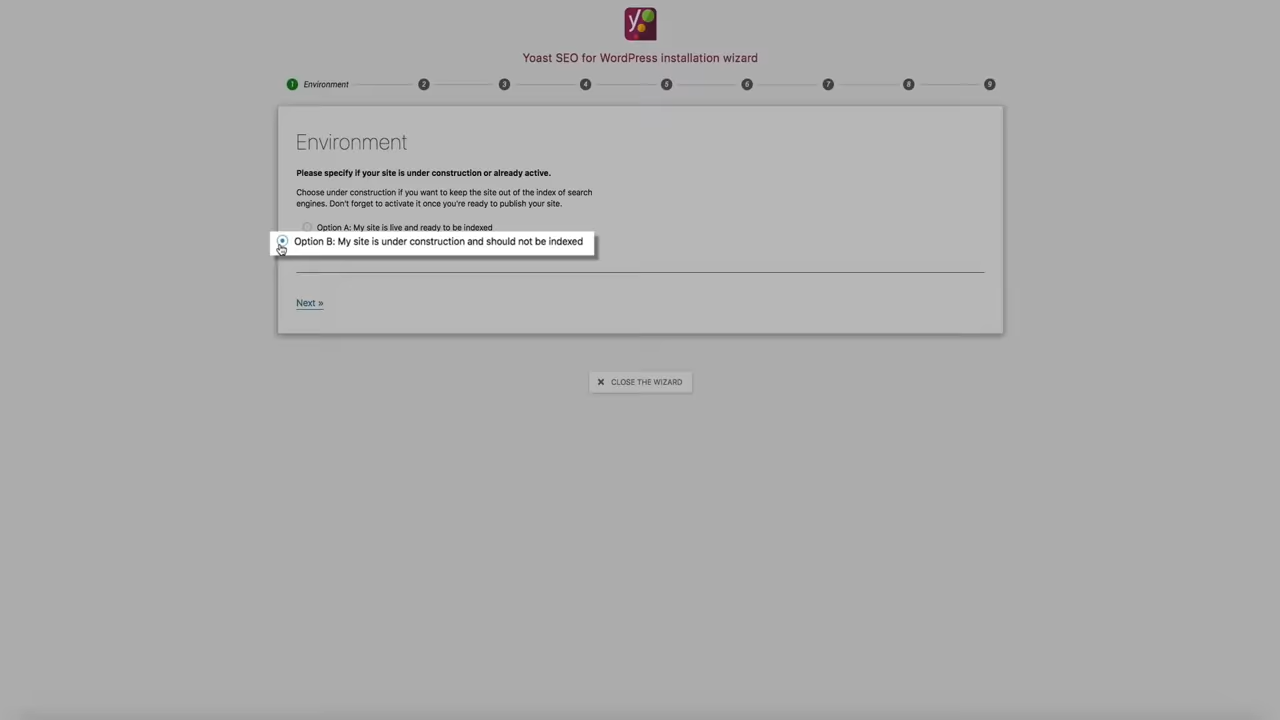 Yoast SEO for WordPress installation wizard
1 Environment 2 3 4 5 6 7 8 9
Environment
Please specify if your site is under construction or already active.
Choose under construction if you want to keep the site out of the index of search
engines. Don't forget to activate it once you're ready to publish your site.
Option A: My site is live and ready to be indexed
Option B: My site is under construction and should not be indexed
Next »
CLOSE THE WIZARD